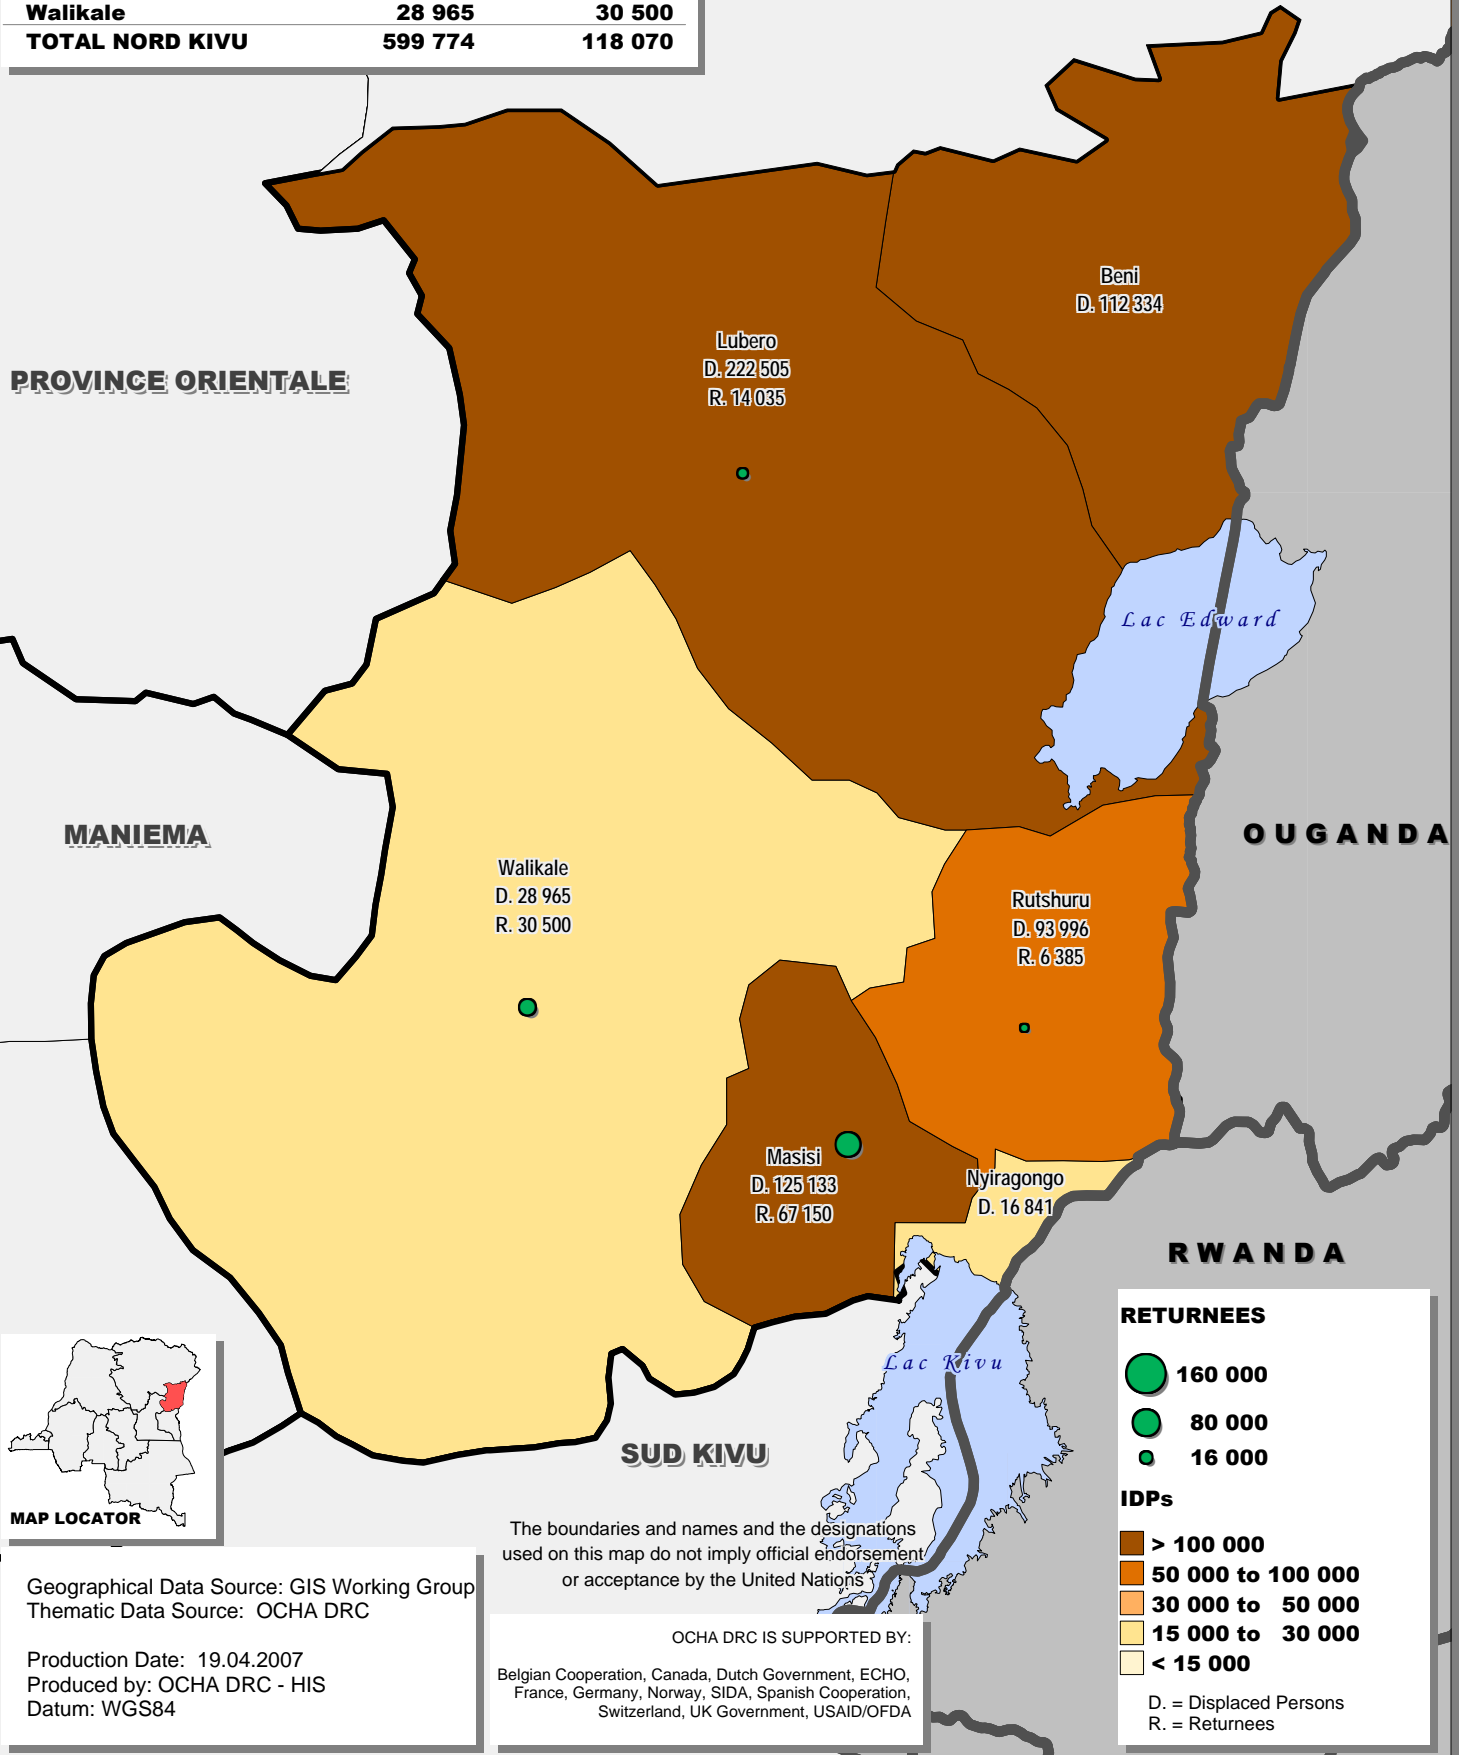 Walikale 28 965 30 500
TOTAL NORD KIVU 599 774 118 070
Beni
D. 112 334
Lubero
D. 222 505
R. 14 035
PROVINCE ORIENTALE
Lac Edward
MANIEMA
OUGANDA
Walikale
D. 28 965
R. 30 500
Rutshuru
D. 93 996
R. 6 385
Masisi
D. 125 133
R. 67 150
Nyiragongo
D. 16 841
RWANDA
Lac Kivu
SUD KIVU
MAP LOCATOR
The boundaries and names and the designations
used on this map do not imply official endorsement
or acceptance by the United Nations
Geographical Data Source: GIS Working Group
Thematic Data Source: OCHA DRC
Production Date: 19.04.2007
Produced by: OCHA DRC - HIS
Datum: WGS84
OCHA DRC IS SUPPORTED BY:
Belgian Cooperation, Canada, Dutch Government, ECHO,
France, Germany, Norway, SIDA, Spanish Cooperation,
Switzerland, UK Government, USAID/OFDA
RETURNEES
160 000
80 000
16 000
IDPs
> 100 000
50 000 to 100 000
30 000 to 50 000
15 000 to 30 000
< 15 000
D. = Displaced Persons
R. = Returnees